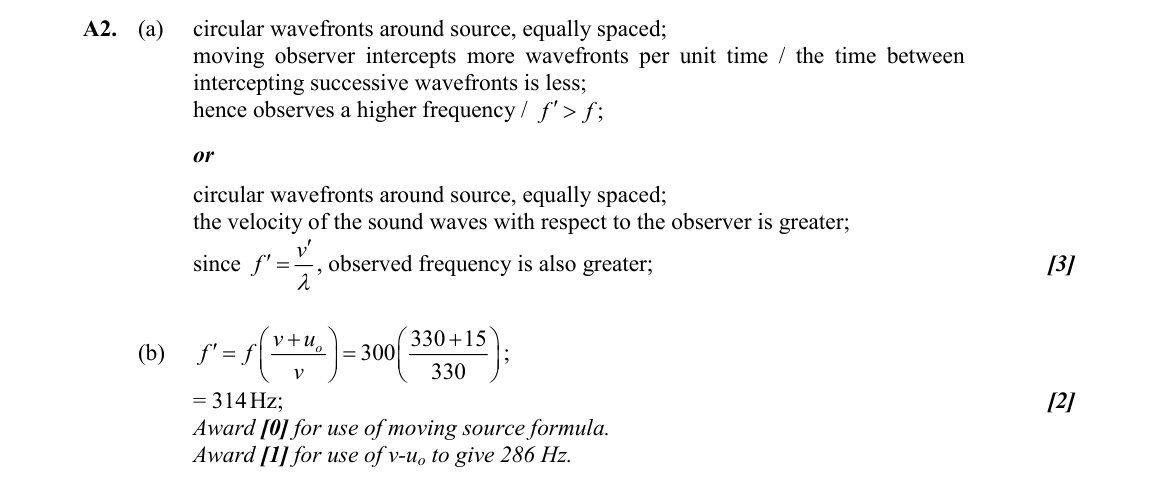 A2. (a) circular wavefronts around source, equally spaced;
moving observer intercepts more wavefronts per unit time / the time between
intercepting successive wavefronts is less;
hence observes a higher frequency / f′ > f;
or
circular wavefronts around source, equally spaced;
the velocity of the sound waves with respect to the observer is greater;
since f′ = v′/λ, observed frequency is also greater; [3]
(b) f′ = f((v+uₒ)/v) = 300((330+15)/330);
= 314 Hz; [2]
Award [0] for use of moving source formula.
Award [1] for use of v-uₒ to give 286 Hz.